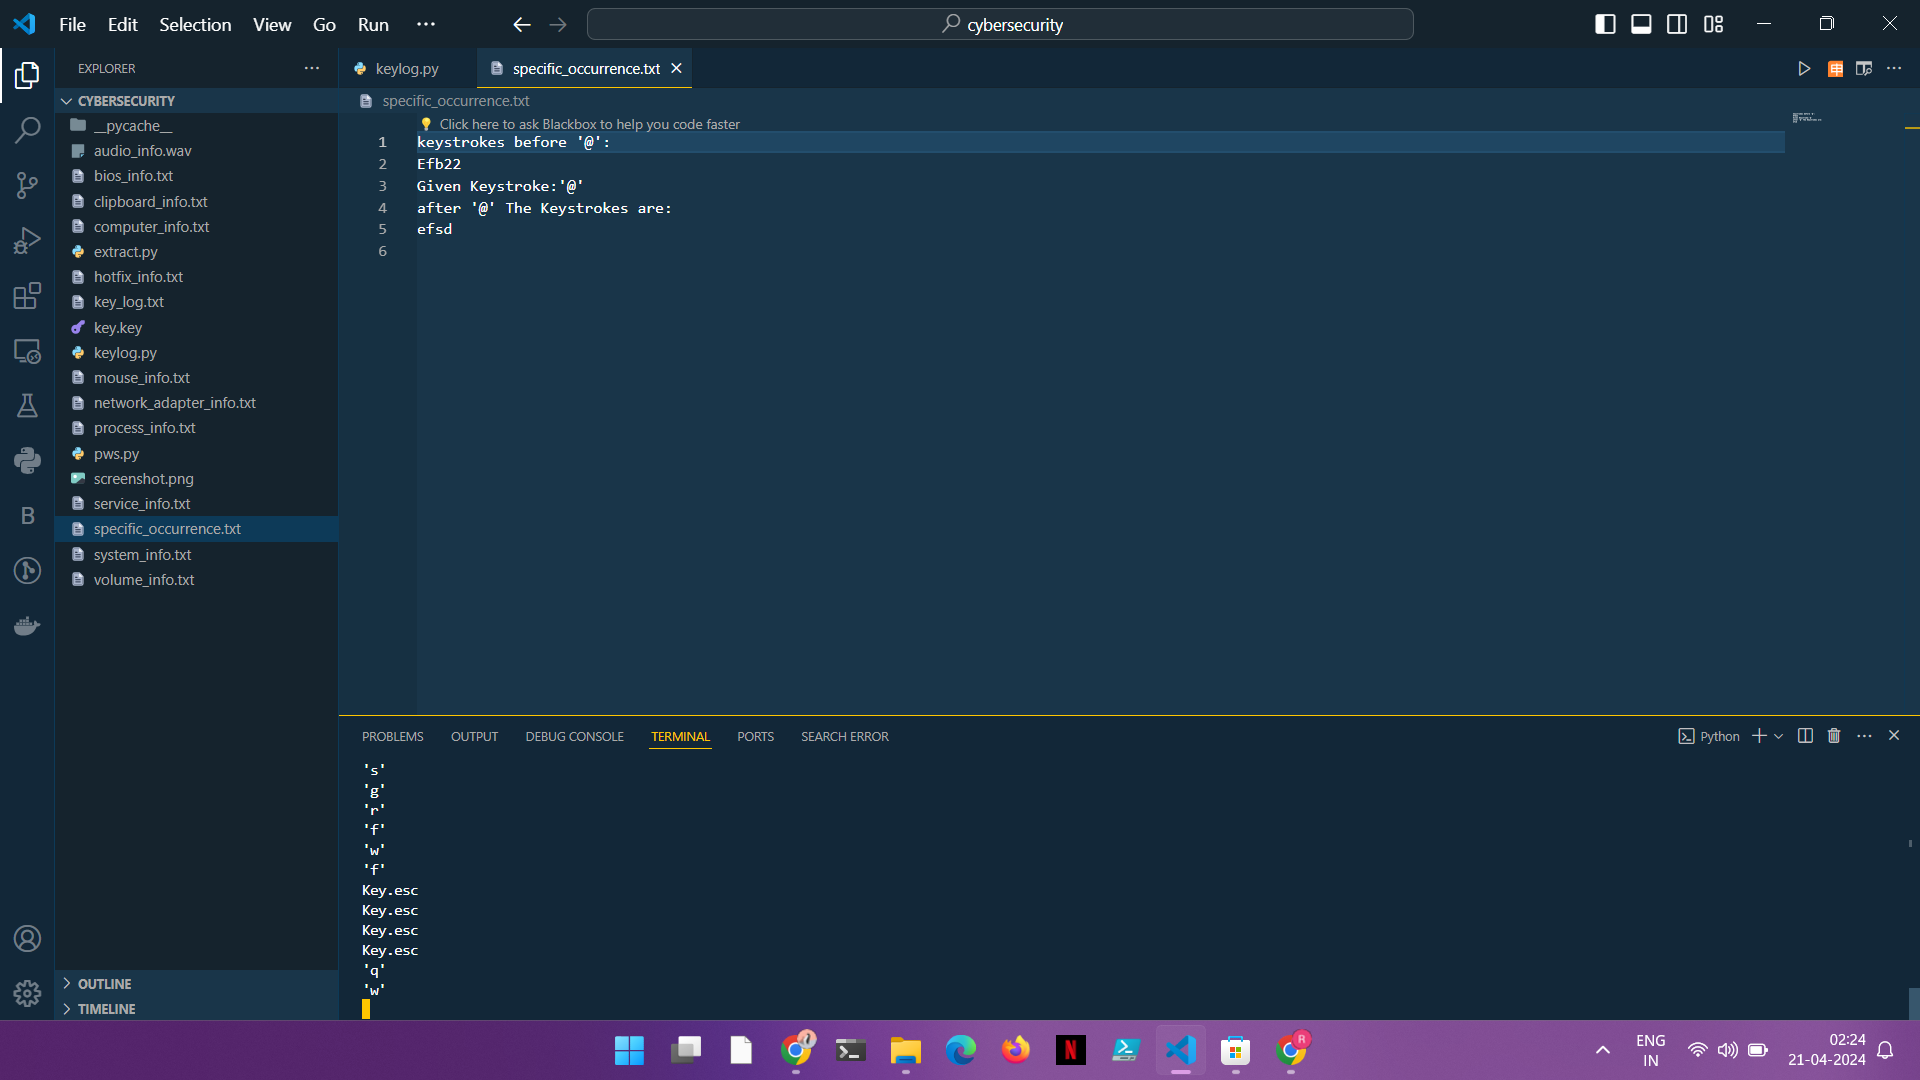 File Edit Selection View Go Run ···
cybersecurity
EXPLORER
CYBERSECURITY
__pycache__
audio_info.wav
bios_info.txt
clipboard_info.txt
computer_info.txt
extract.py
hotfix_info.txt
key_log.txt
key.key
keylog.py
mouse_info.txt
network_adapter_info.txt
process_info.txt
pws.py
screenshot.png
service_info.txt
specific_occurrence.txt
system_info.txt
volume_info.txt
OUTLINE
TIMELINE
B
keylog.py specific_occurrence.txt
specific_occurrence.txt
Click here to ask Blackbox to help you code faster
1 keystrokes before '@':
2 Efb22
3 Given Keystroke:'@'
4 after '@' The Keystrokes are:
5 efsd
6
PROBLEMS OUTPUT DEBUG CONSOLE TERMINAL PORTS SEARCH ERROR
Python
's'
'g'
'r'
'f'
'w'
'f'
Key.esc
Key.esc
Key.esc
Key.esc
'q'
'w'
N
R
ENG
IN
02:24
21-04-2024